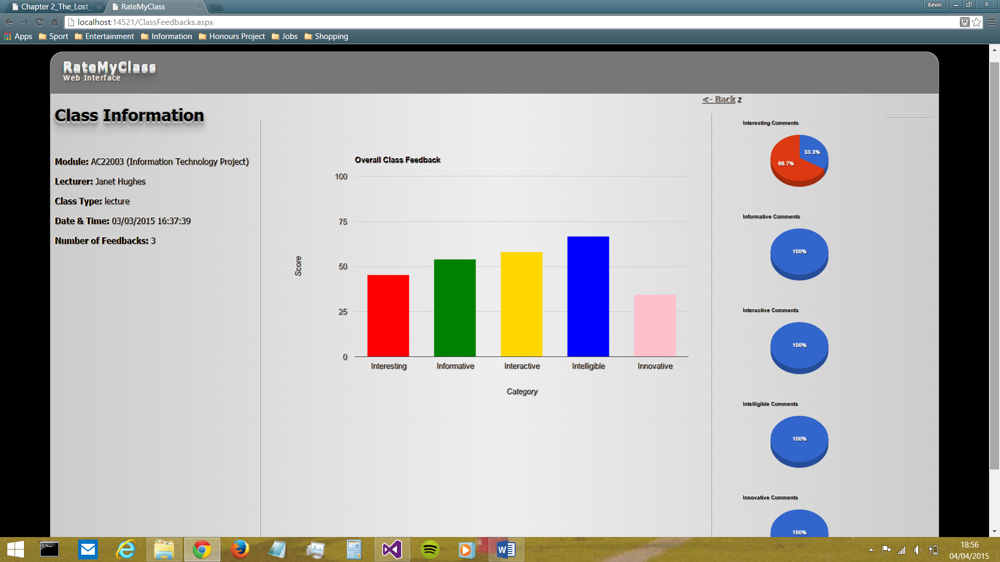 Chapter 2_The_Lost_
RateMyClass
Kevin
localhost:14521/ClassFeedbacks.aspx
Apps Sport Entertainment Information Honours Project Jobs Shopping
RateMyClass
Web Interface
<- Back z
Class Information
Module: AC22003 (Information Technology Project)
Lecturer: Janet Hughes
Class Type: lecture
Date & Time: 03/03/2015 16:37:39
Number of Feedbacks: 3
Overall Class Feedback
100
75
50
25
0
Score
Interesting Informative Interactive Intelligible Innovative
Category
Interesting Comments
33.3%
66.7%
Informative Comments
100%
Interactive Comments
100%
Intelligible Comments
100%
Innovative Comments
100%
18:56
04/04/2015